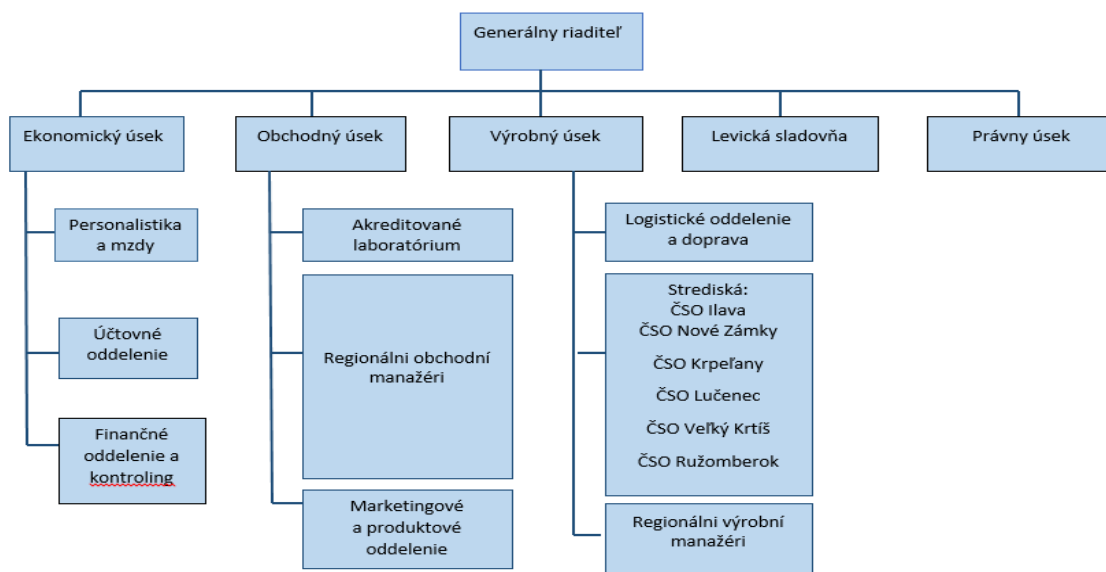 Generálny riaditeľ
Ekonomický úsek
Obchodný úsek
Výrobný úsek
Levická sladovňa
Právny úsek
Personalistika
a mzdy
Účtovné
oddelenie
Finančné
oddelenie a
kontroling
Akreditované
laboratórium
Regionálni obchodní
manažéri
Marketingové
a produktové
oddelenie
Logistické oddelenie
a doprava
Strediská:
ČSO Ilava
ČSO Nové Zámky
ČSO Krpeľany
ČSO Lučenec
ČSO Veľký Krtíš
ČSO Ružomberok
Regionálni výrobní
manažéri